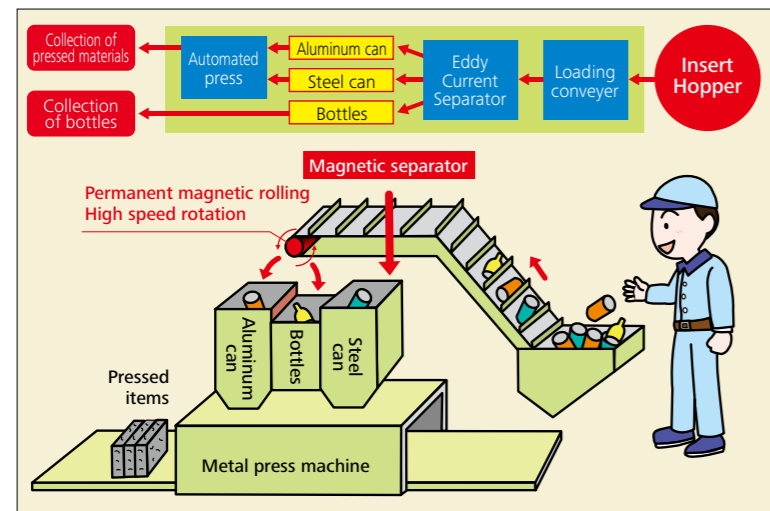 Collection of
pressed materials
Automated
press
Aluminum can
Steel can
Bottles
Eddy
Current
Separator
Loading
conveyer
Insert
Hopper
Collection
of bottles
Magnetic separator
Permanent magnetic rolling
High speed rotation
Aluminum
can
Bottles
Steel
can
Pressed
items
Metal press machine